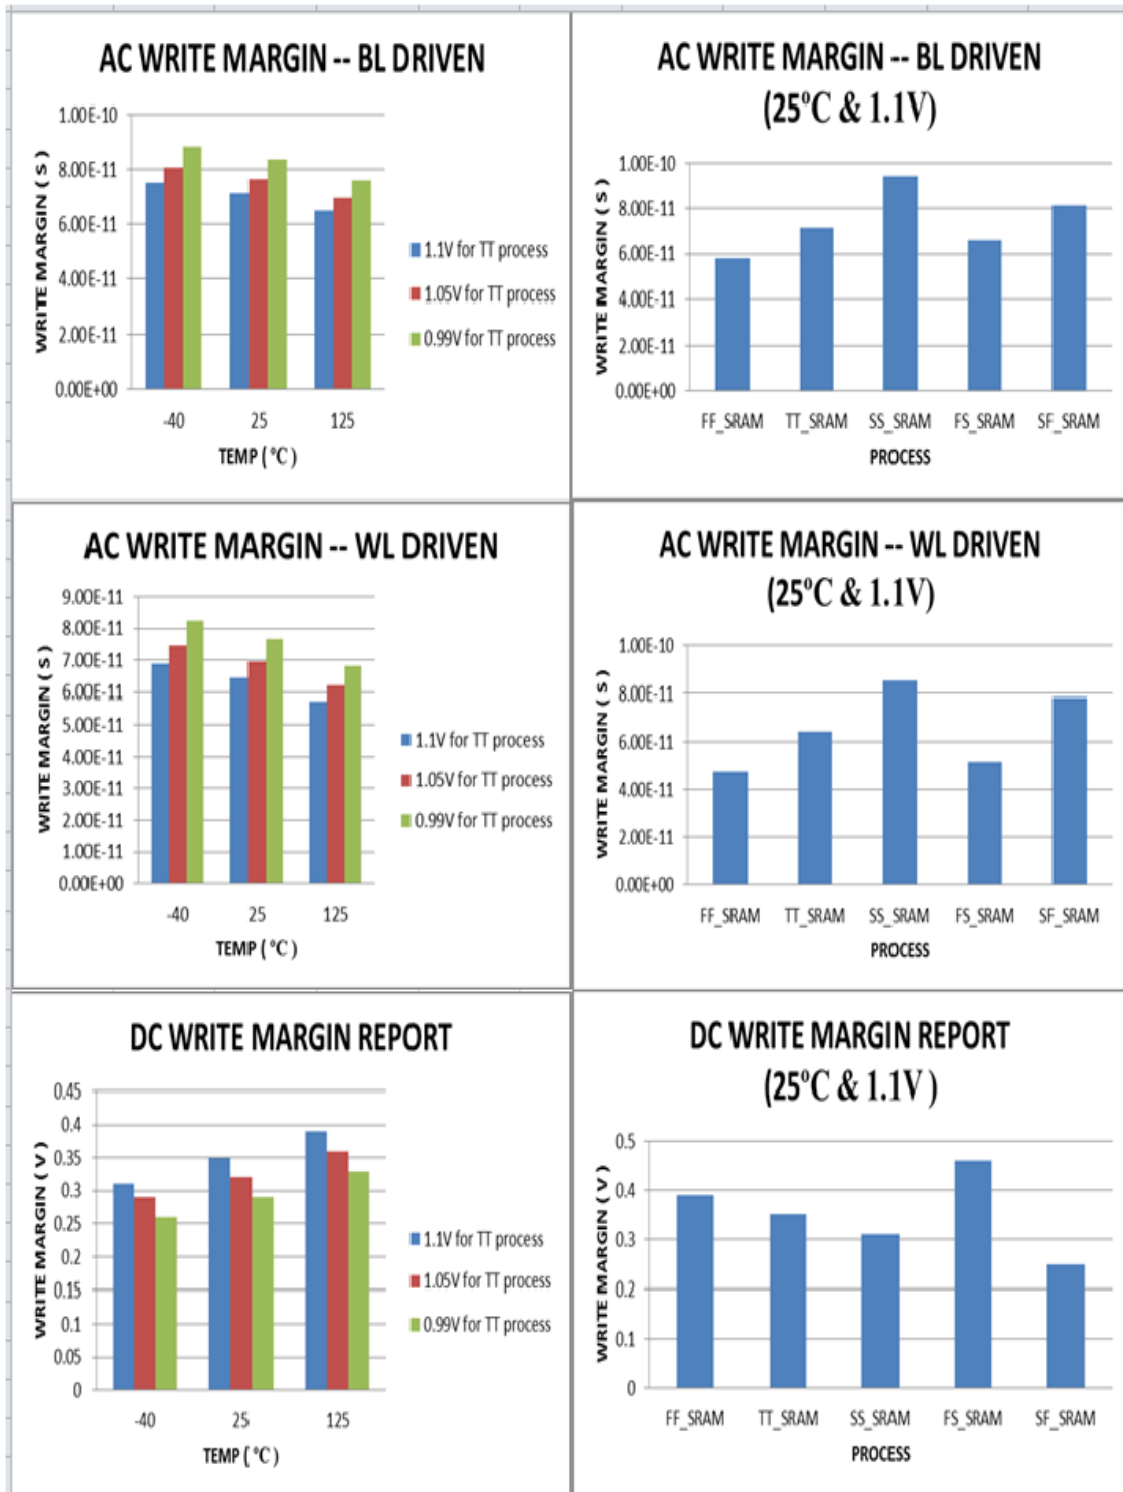 AC WRITE MARGIN -- BL DRIVEN
WRITE MARGIN ( S )
1.00E-10
8.00E-11
6.00E-11
4.00E-11
2.00E-11
0.00E+00
-40 25 125
TEMP ( °C )
1.1V for TT process
1.05V for TT process
0.99V for TT process
AC WRITE MARGIN -- BL DRIVEN
(25°C & 1.1V)
WRITE MARGIN ( S )
1.00E-10
8.00E-11
6.00E-11
4.00E-11
2.00E-11
0.00E+00
FF_SRAM TT_SRAM SS_SRAM FS_SRAM SF_SRAM
PROCESS
AC WRITE MARGIN -- WL DRIVEN
WRITE MARGIN ( S )
9.00E-11
8.00E-11
7.00E-11
6.00E-11
5.00E-11
4.00E-11
3.00E-11
2.00E-11
1.00E-11
0.00E+00
-40 25 125
TEMP ( °C )
1.1V for TT process
1.05V for TT process
0.99V for TT process
AC WRITE MARGIN -- WL DRIVEN
(25°C & 1.1V)
WRITE MARGIN ( S )
1.00E-10
8.00E-11
6.00E-11
4.00E-11
2.00E-11
0.00E+00
FF_SRAM TT_SRAM SS_SRAM FS_SRAM SF_SRAM
PROCESS
DC WRITE MARGIN REPORT
WRITE MARGIN ( V )
0.45
0.4
0.35
0.3
0.25
0.2
0.15
0.1
0.05
0
-40 25 125
TEMP ( °C )
1.1V for TT process
1.05V for TT process
0.99V for TT process
DC WRITE MARGIN REPORT
(25°C & 1.1V )
WRITE MARGIN ( V )
0.5
0.4
0.3
0.2
0.1
0
FF_SRAM TT_SRAM SS_SRAM FS_SRAM SF_SRAM
PROCESS